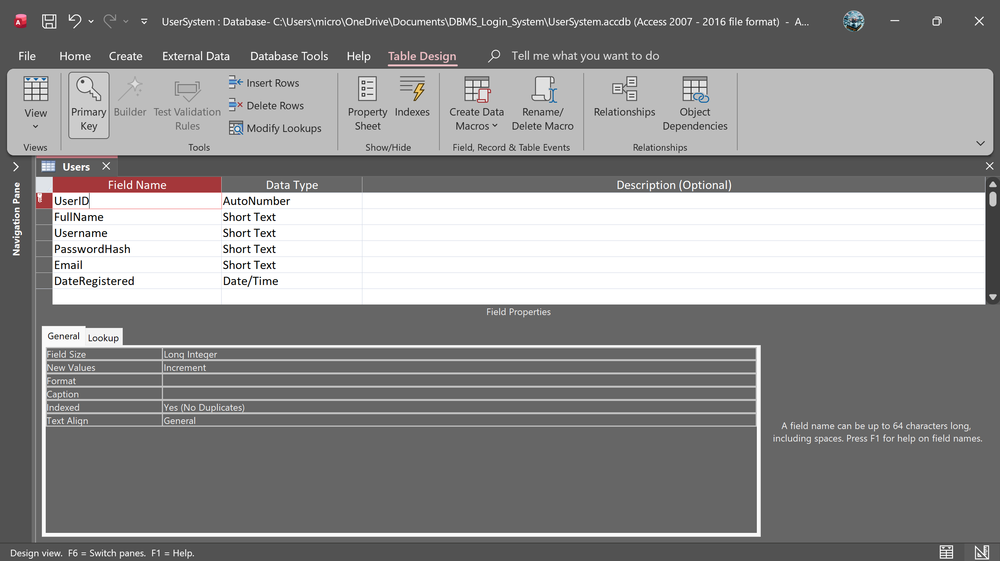 UserSystem : Database- C:\Users\micro\OneDrive\Documents\DBMS_Login_System\UserSystem.accdb (Access 2007 - 2016 file format) - A...
File Home Create External Data Database Tools Help Table Design Tell me what you want to do
View
Views
Primary Key
Builder
Test Validation Rules
Insert Rows
Delete Rows
Modify Lookups
Tools
Property Sheet
Indexes
Show/Hide
Create Data Macros
Rename/ Delete Macro
Field, Record & Table Events
Relationships
Object Dependencies
Relationships
Navigation Pane
Users
Field Name Data Type Description (Optional)
UserID AutoNumber
FullName Short Text
Username Short Text
PasswordHash Short Text
Email Short Text
DateRegistered Date/Time
Field Properties
General Lookup
Field Size Long Integer
New Values Increment
Format
Caption
Indexed Yes (No Duplicates)
Text Align General
A field name can be up to 64 characters long,
including spaces. Press F1 for help on field names.
Design view. F6 = Switch panes. F1 = Help.